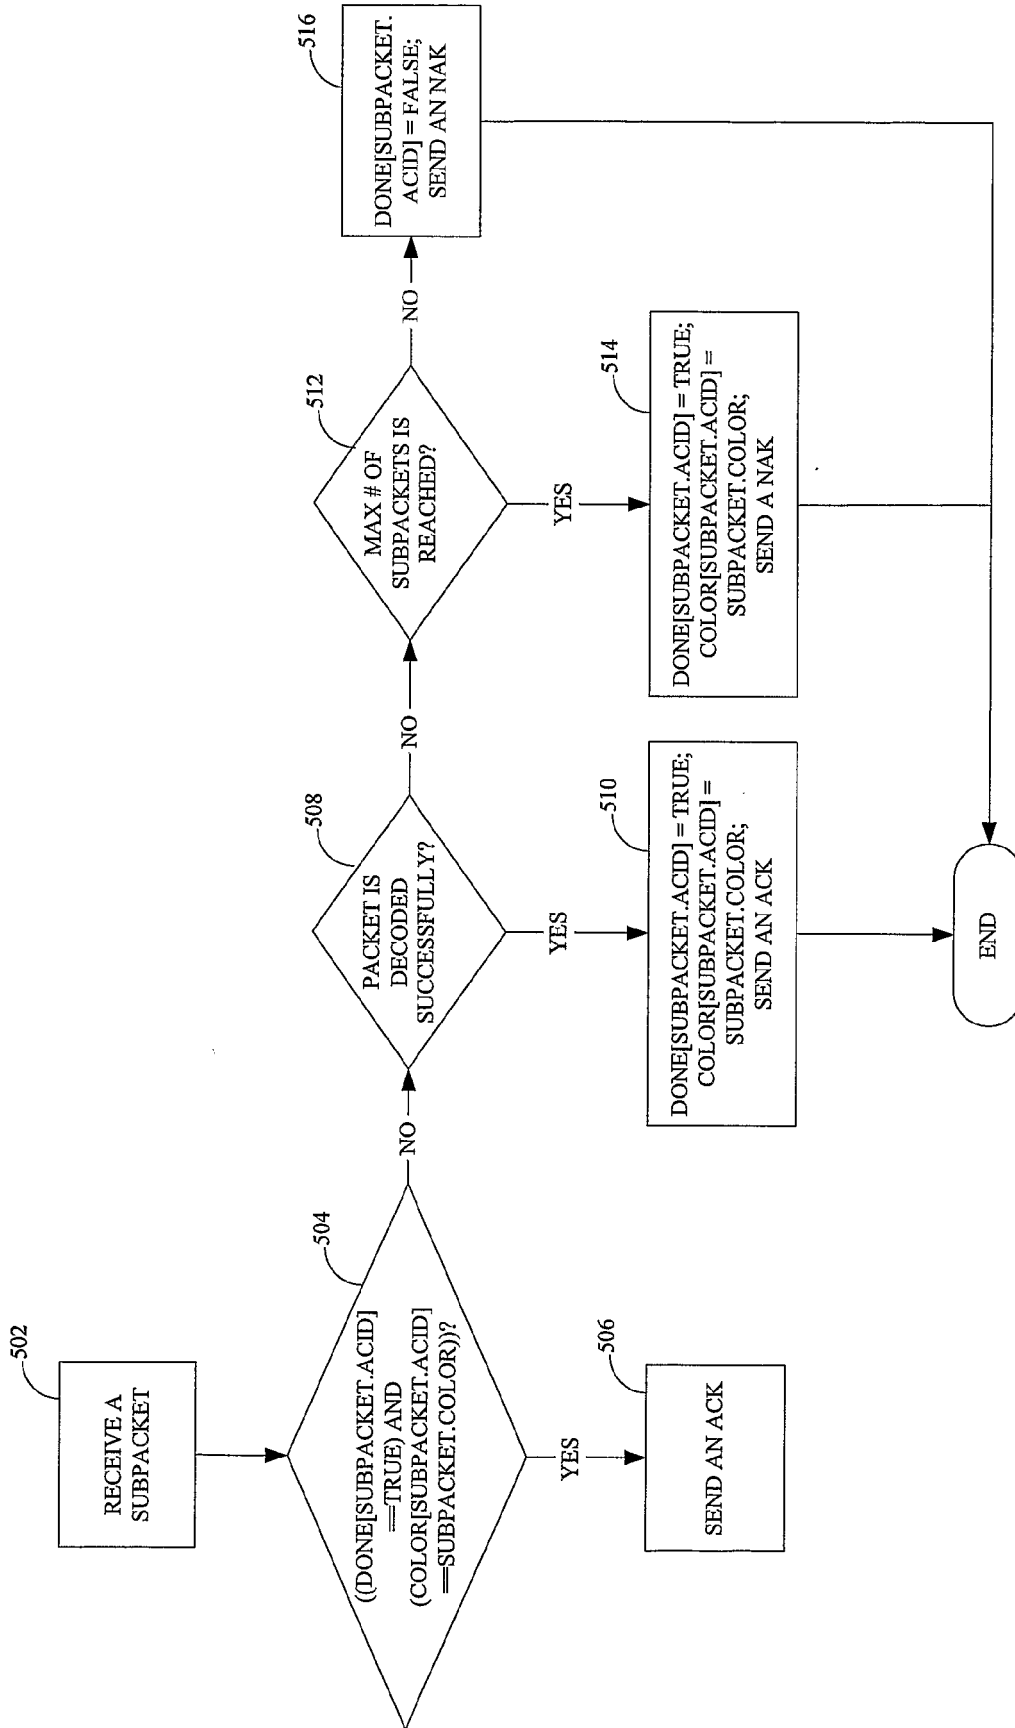 502
RECEIVE A
SUBPACKET
504
((DONE[SUBPACKET.ACID]
==TRUE) AND
(COLOR[SUBPACKET.ACID]
==SUBPACKET.COLOR))?
YES
506
SEND AN ACK
NO
508
PACKET IS
DECODED
SUCCESSFULLY?
YES
510
DONE[SUBPACKET.ACID] = TRUE;
COLOR[SUBPACKET.ACID] =
SUBPACKET.COLOR;
SEND AN ACK
NO
512
MAX # OF
SUBPACKETS IS
REACHED?
YES
514
DONE[SUBPACKET.ACID] = TRUE;
COLOR[SUBPACKET.ACID] =
SUBPACKET.COLOR;
SEND A NAK
NO
516
DONE[SUBPACKET.
ACID] = FALSE;
SEND AN NAK
END